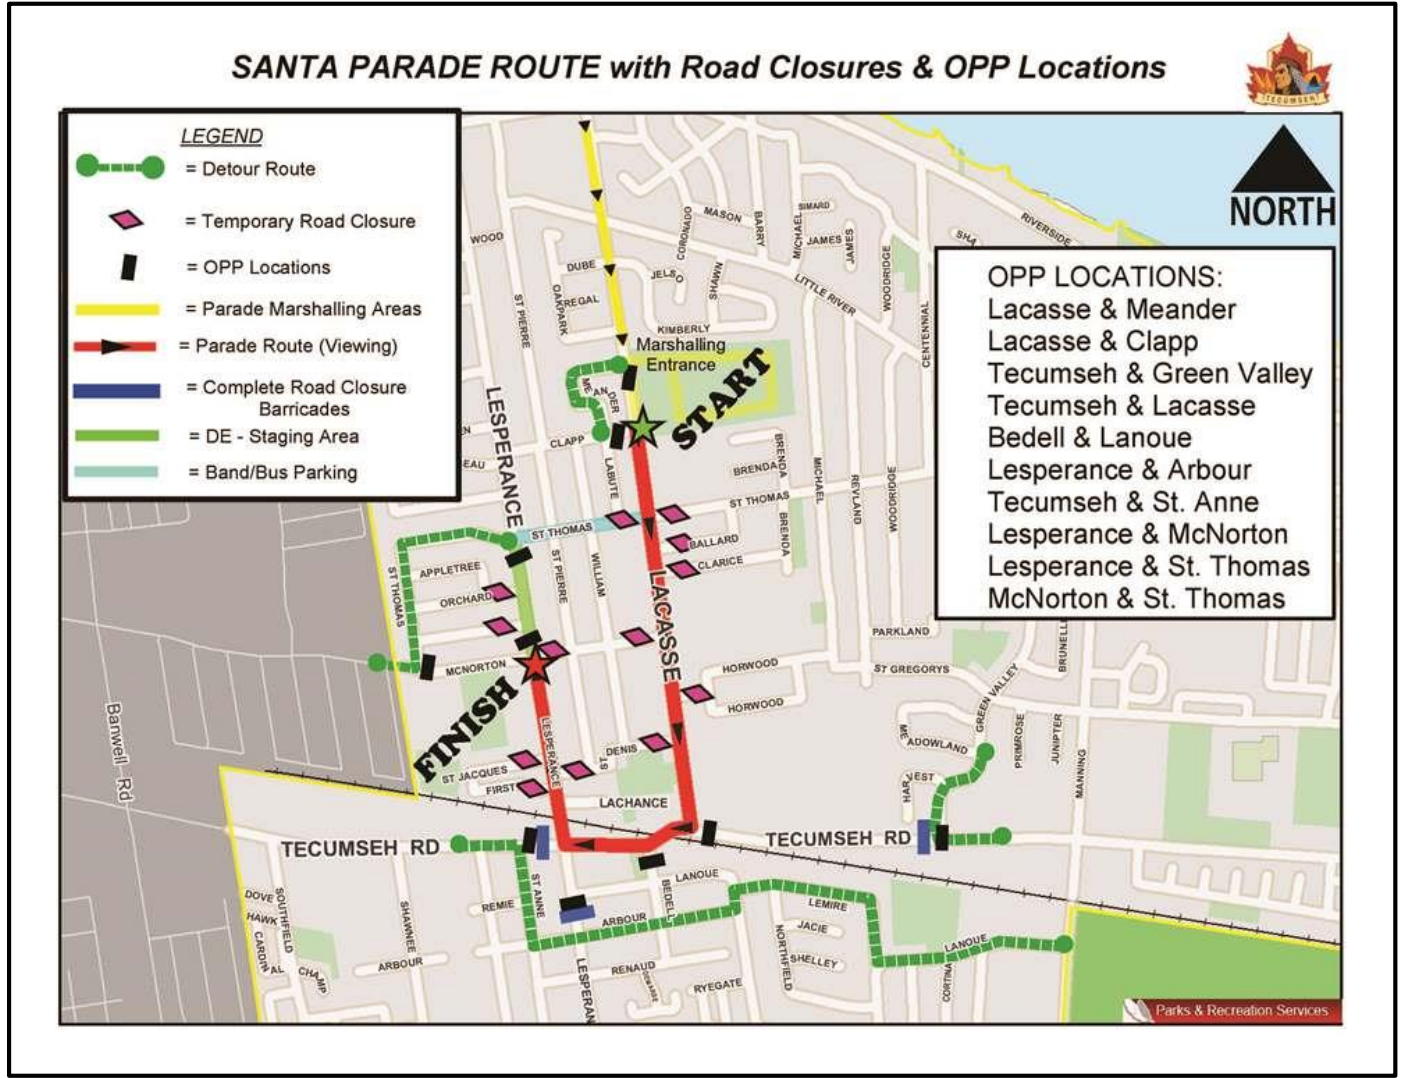 SANTA PARADE ROUTE with Road Closures & OPP Locations
TECUMSEH
LEGEND
= Detour Route
= Temporary Road Closure
= OPP Locations
= Parade Marshalling Areas
= Parade Route (Viewing)
= Complete Road Closure
Barricades
= DE - Staging Area
= Band/Bus Parking
NORTH
OPP LOCATIONS:
Lacasse & Meander
Lacasse & Clapp
Tecumseh & Green Valley
Tecumseh & Lacasse
Bedell & Lanoue
Lesperance & Arbour
Tecumseh & St. Anne
Lesperance & McNorton
Lesperance & St. Thomas
McNorton & St. Thomas
WOOD
DUBE
REGAL
OAKPARK
ST PIERRE
CORONADO
MASON
BARRY
MICHAEL
SIMARD
JAMES
JAMES
WOODRIDGE
RIVERSIDE
SHA
JELSO
SHAWN
LITTLE RIVER
CENTENNIAL
KIMBERLY
Marshalling
Entrance
START
MEANDER
LESPERANCE
CLAPP
EN
EAU
LABUTE
BRENDA
BRENDA
BRENDA
MICHAEL
REVLAND
WOODRIDGE
ST THOMAS
ST THOMAS
BALLARD
CLARICE
ST THOMAS
APPLETREE
ORCHARD
ST PIERRE
WILLIAM
LACASSE
MCNORTON
FINISH
HORWOOD
HORWOOD
PARKLAND
ST GREGORYS
BRUNELL
GREEN VALLEY
PRIMROSE
JUNIPTER
MANNING
MEADOWLAND
HARVEST
Banwell Rd
LESPERANCE
DENIS
ST
ST JACQUES
FIRST
LACHANCE
TECUMSEH RD
TECUMSEH RD
LANOUE
BEDELL
ST ANNE
REMIE
ARBOUR
LEMIRE
JACIE
SHELLEY
NORTHFIELD
LANOUE
CORTINA
DOVE
HAWK
CARDINAL
SOUTHFIELD
CHAMP
SHAWNEE
ARBOUR
LESPERAN
RENAUD
RYEGATE
Parks & Recreation Services